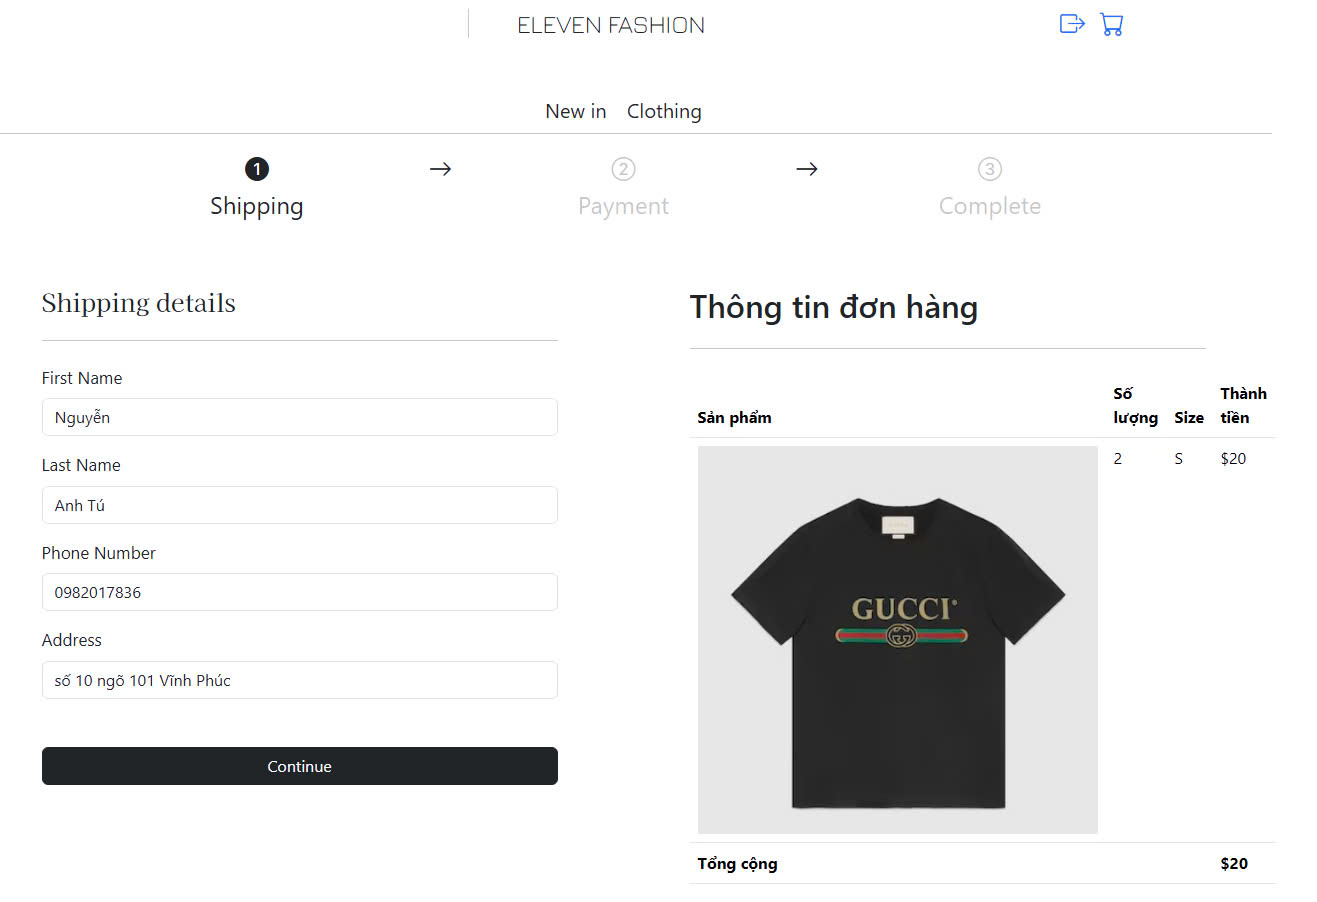 ELEVEN FASHION
New in Clothing
1 2 3
Shipping Payment Complete
Shipping details
First Name
Nguyễn
Last Name
Anh Tú
Phone Number
0982017836
Address
số 10 ngõ 101 Vĩnh Phúc
Continue
Thông tin đơn hàng
Sản phẩm Số lượng Size Thành tiền
2 S $20
GUCCI
Tổng cộng $20